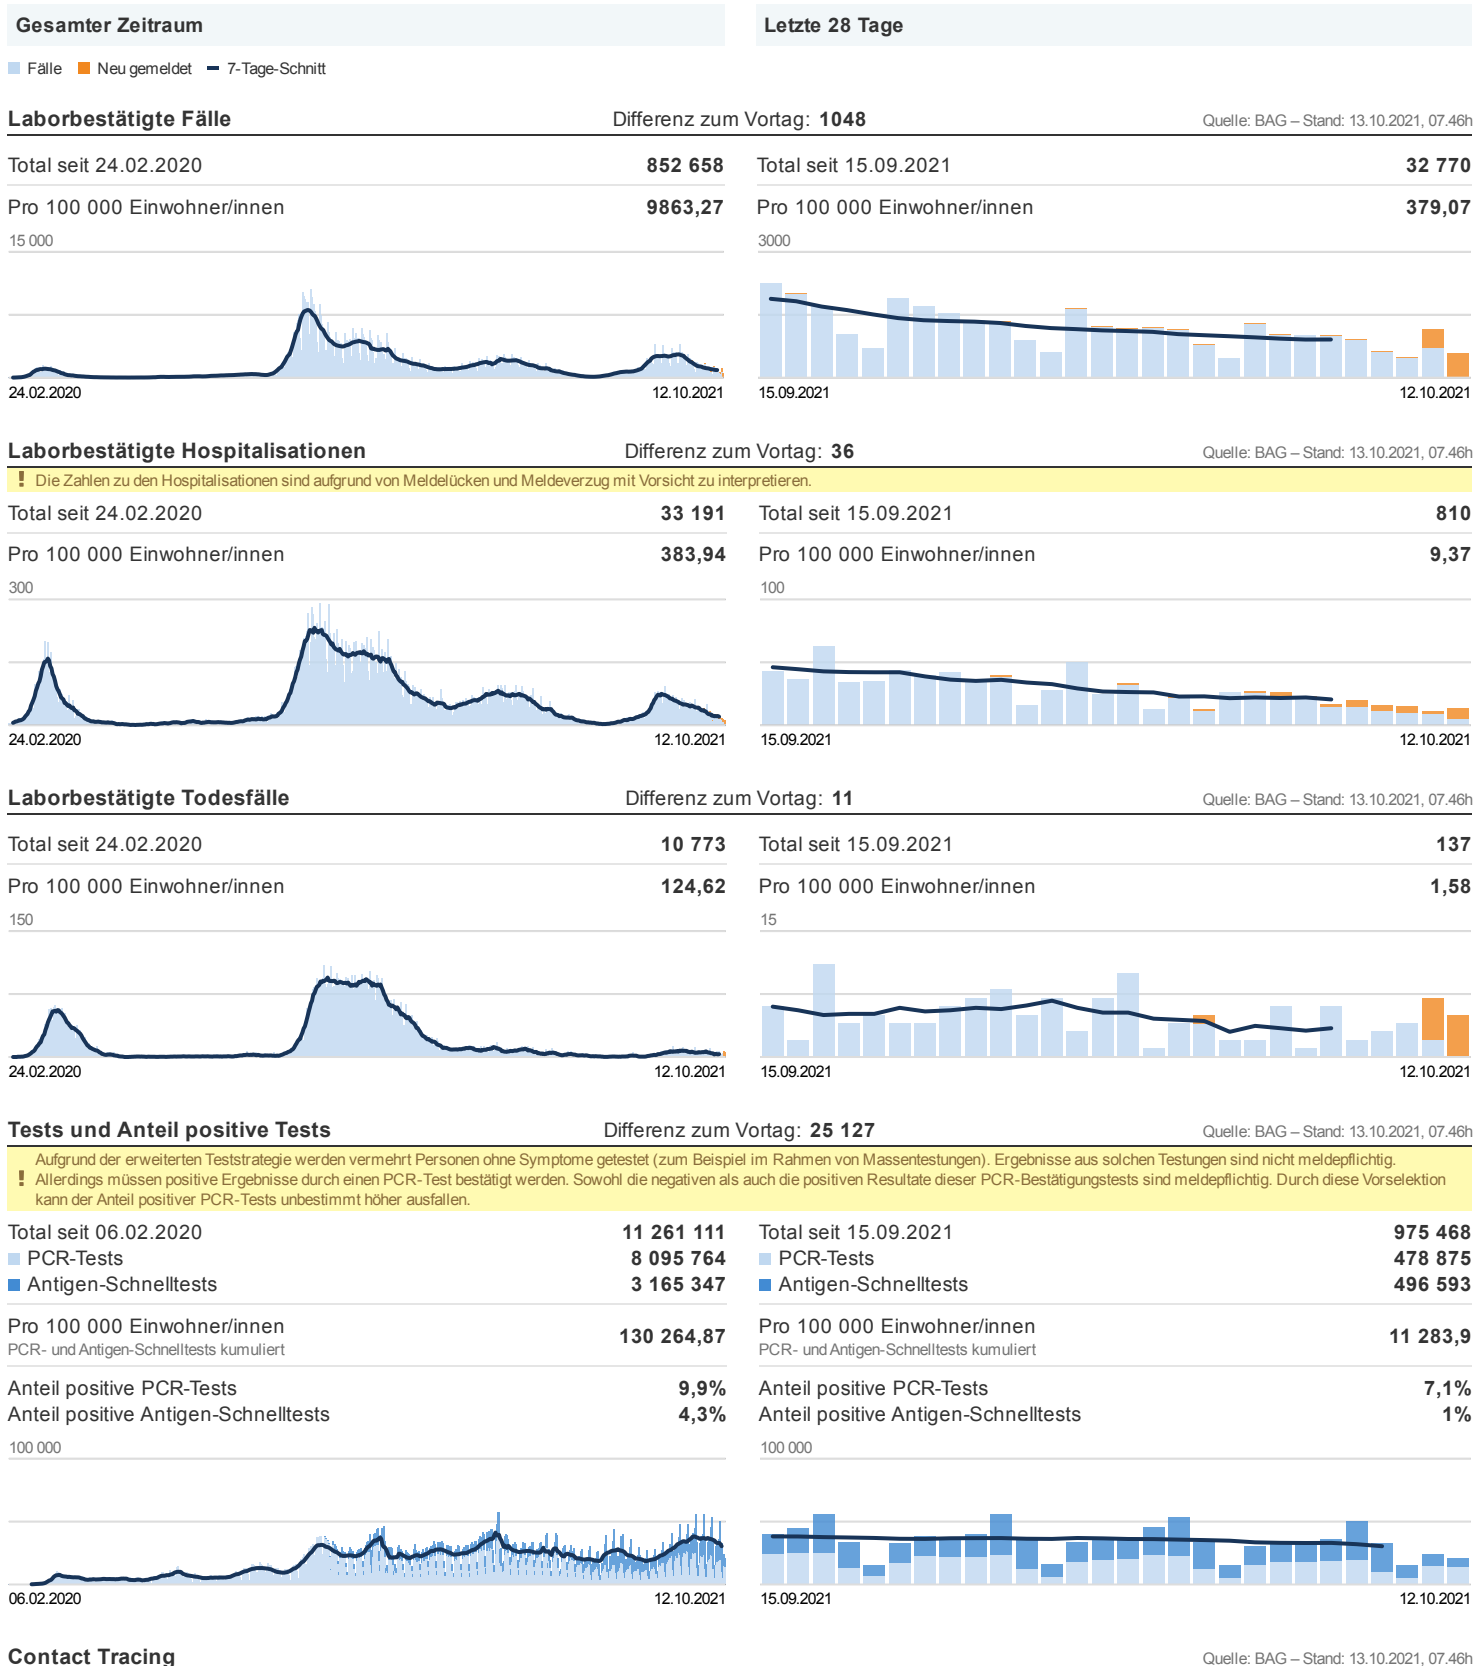 Gesamter Zeitraum
Letzte 28 Tage
Fälle Neu gemeldet 7-Tage-Schnitt
Laborbestätigte Fälle Differenz zum Vortag: 1048 Quelle: BAG – Stand: 13.10.2021, 07.46h
Total seit 24.02.2020 852 658 Total seit 15.09.2021 32 770
Pro 100 000 Einwohner/innen 9863,27 Pro 100 000 Einwohner/innen 379,07
15 000 3000
24.02.2020 12.10.2021 15.09.2021 12.10.2021
Laborbestätigte Hospitalisationen Differenz zum Vortag: 36 Quelle: BAG – Stand: 13.10.2021, 07.46h
! Die Zahlen zu den Hospitalisationen sind aufgrund von Meldelücken und Meldeverzug mit Vorsicht zu interpretieren.
Total seit 24.02.2020 33 191 Total seit 15.09.2021 810
Pro 100 000 Einwohner/innen 383,94 Pro 100 000 Einwohner/innen 9,37
300 100
24.02.2020 12.10.2021 15.09.2021 12.10.2021
Laborbestätigte Todesfälle Differenz zum Vortag: 11 Quelle: BAG – Stand: 13.10.2021, 07.46h
Total seit 24.02.2020 10 773 Total seit 15.09.2021 137
Pro 100 000 Einwohner/innen 124,62 Pro 100 000 Einwohner/innen 1,58
150 15
24.02.2020 12.10.2021 15.09.2021 12.10.2021
Tests und Anteil positive Tests Differenz zum Vortag: 25 127 Quelle: BAG – Stand: 13.10.2021, 07.46h
Aufgrund der erweiterten Teststrategie werden vermehrt Personen ohne Symptome getestet (zum Beispiel im Rahmen von Massentestungen). Ergebnisse aus solchen Testungen sind nicht meldepflichtig.
! Allerdings müssen positive Ergebnisse durch einen PCR-Test bestätigt werden. Sowohl die negativen als auch die positiven Resultate dieser PCR-Bestätigungstests sind meldepflichtig. Durch diese Vorselektion
kann der Anteil positiver PCR-Tests unbestimmt höher ausfallen.
Total seit 06.02.2020 11 261 111 Total seit 15.09.2021 975 468
PCR-Tests 8 095 764 PCR-Tests 478 875
Antigen-Schnelltests 3 165 347 Antigen-Schnelltests 496 593
Pro 100 000 Einwohner/innen 130 264,87 Pro 100 000 Einwohner/innen 11 283,9
PCR- und Antigen-Schnelltests kumuliert PCR- und Antigen-Schnelltests kumuliert
Anteil positive PCR-Tests 9,9% Anteil positive PCR-Tests 7,1%
Anteil positive Antigen-Schnelltests 4,3% Anteil positive Antigen-Schnelltests 1%
100 000 100 000
06.02.2020 12.10.2021 15.09.2021 12.10.2021
Contact Tracing Quelle: BAG – Stand: 13.10.2021, 07.46h